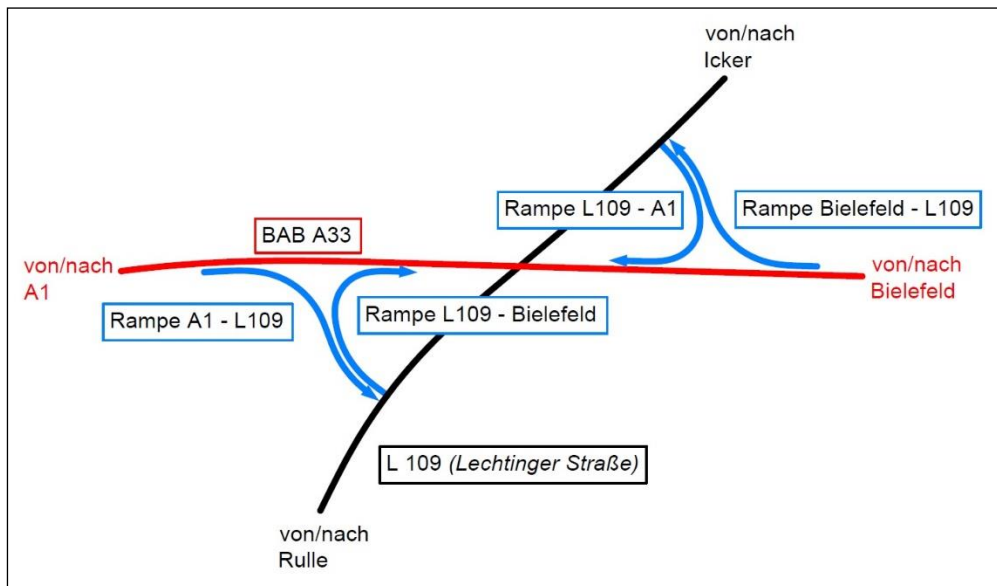 von/nach
Icker
Rampe L109 - A1
Rampe Bielefeld - L109
BAB A33
von/nach
A1
von/nach
Bielefeld
Rampe A1 - L109
Rampe L109 - Bielefeld
L 109 (Lechtinger Straße)
von/nach
Rulle